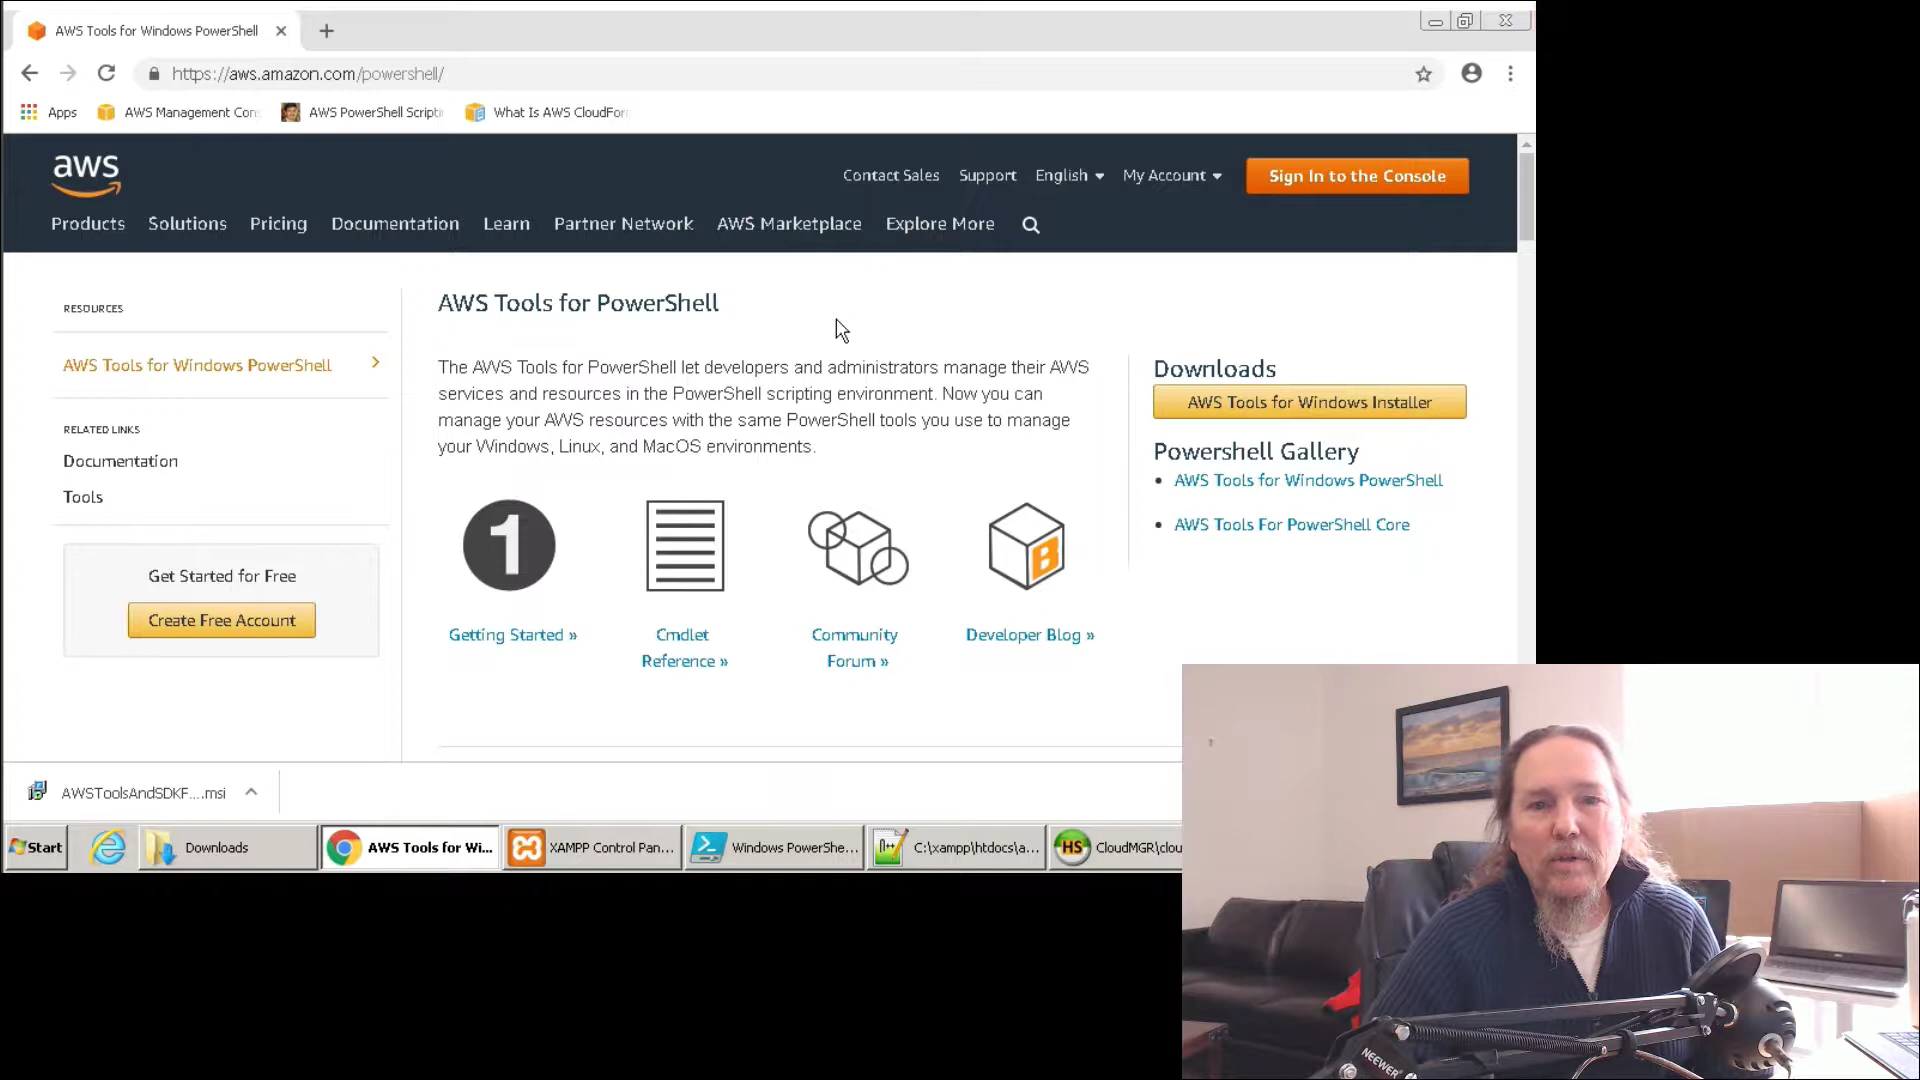 AWS Tools for Windows PowerShell
https://aws.amazon.com/powershell/
Apps
AWS Management Con
AWS PowerShell Scripti
What Is AWS CloudFor
aws
Contact Sales
Support
English
My Account
Sign In to the Console
Products
Solutions
Pricing
Documentation
Learn
Partner Network
AWS Marketplace
Explore More
RESOURCES
AWS Tools for Windows PowerShell
RELATED LINKS
Documentation
Tools
Get Started for Free
Create Free Account
AWS Tools for PowerShell
The AWS Tools for PowerShell let developers and administrators manage their AWS
services and resources in the PowerShell scripting environment. Now you can
manage your AWS resources with the same PowerShell tools you use to manage
your Windows, Linux, and MacOS environments.
1
Getting Started »
Cmdlet
Reference »
Community
Forum »
B
Developer Blog »
Downloads
AWS Tools for Windows Installer
Powershell Gallery
• AWS Tools for Windows PowerShell
• AWS Tools For PowerShell Core
AWSToolsAndSDKF....msi
Start
Downloads
AWS Tools for Wi...
XAMPP Control Pan...
Windows PowerShe...
C:\xampp\htdocs\a...
HS
CloudMGR\clou
NEEWER